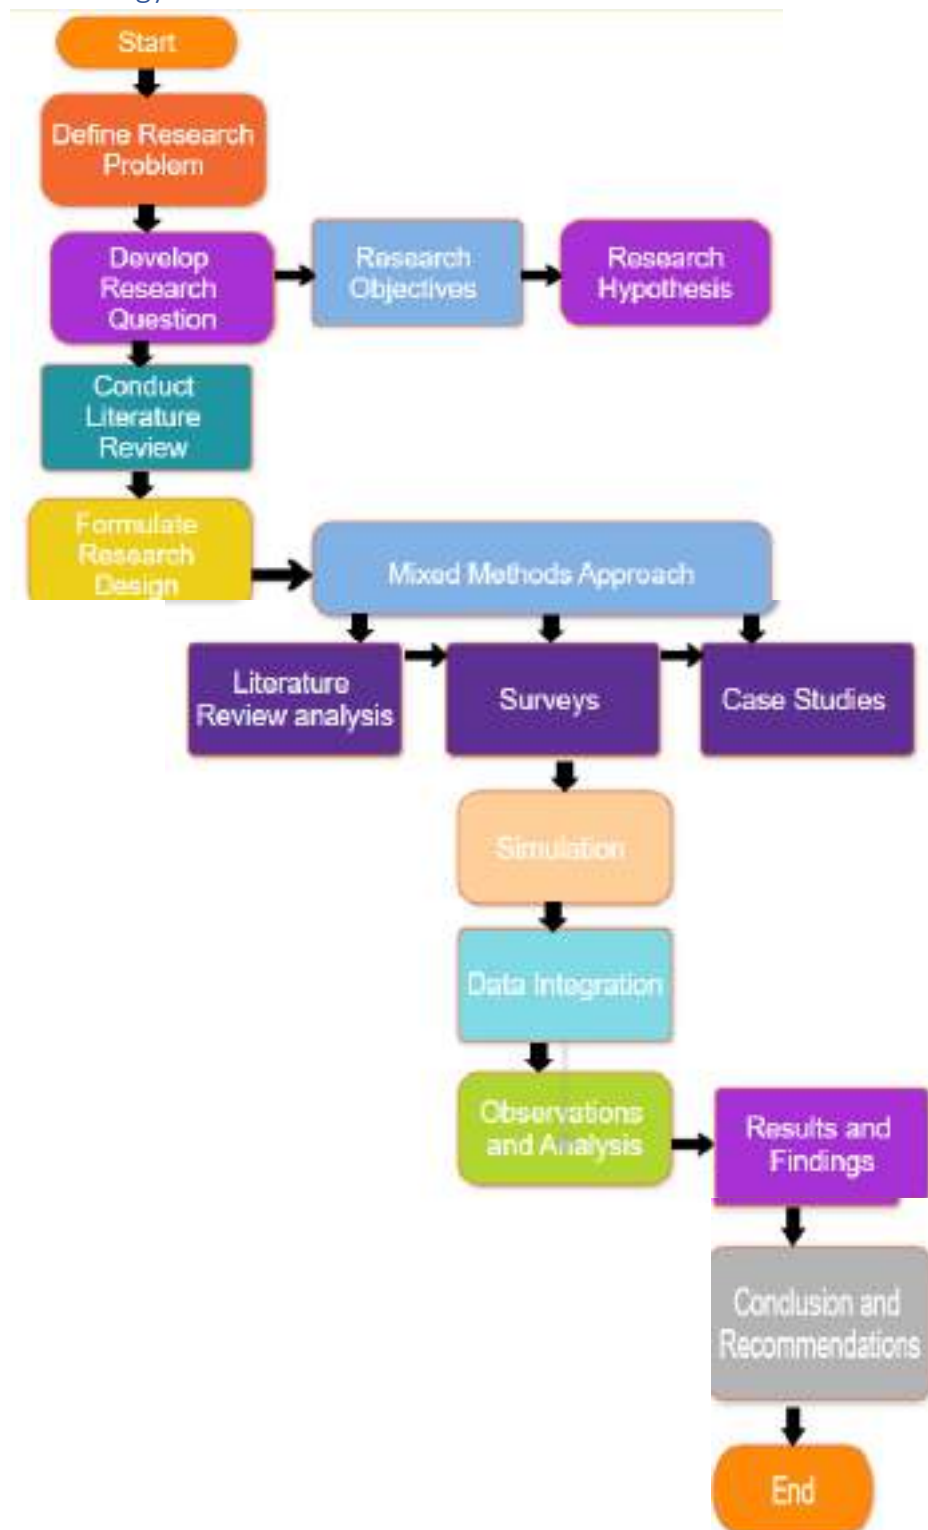 Start
Define Research
Problem
Develop
Research
Question
Research
Objectives
Research
Hypothesis
Conduct
Literature
Review
Formulate
Research
Design
Mixed Methods Approach
Literature
Review analysis
Surveys
Case Studies
Simulation
Data Integration
Observations
and Analysis
Results and
Findings
Conclusion and
Recommendations
End